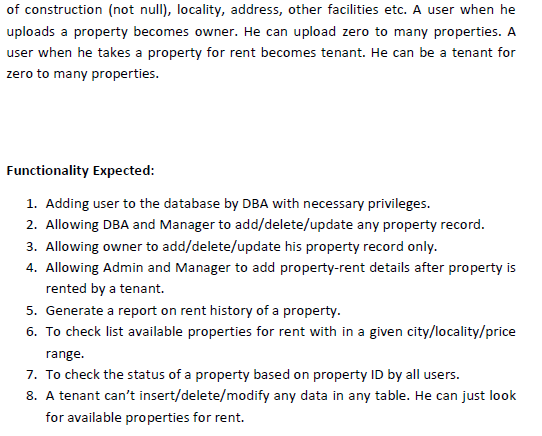 of construction (not null), locality, address, other facilities etc. A user when he
uploads a property becomes owner. He can upload zero to many properties. A
user when he takes a property for rent becomes tenant. He can be a tenant for
zero to many properties.
Functionality Expected:
1. Adding user to the database by DBA with necessary privileges.
2. Allowing DBA and Manager to add/delete/update any property record.
3. Allowing owner to add/delete/update his property record only.
4. Allowing Admin and Manager to add property-rent details after property is
rented by a tenant.
5. Generate a report on rent history of a property.
6. To check list available properties for rent with in a given city/locality/price
range.
7. To check the status of a property based on property ID by all users.
8. A tenant can’t insert/delete/modify any data in any table. He can just look
for available properties for rent.